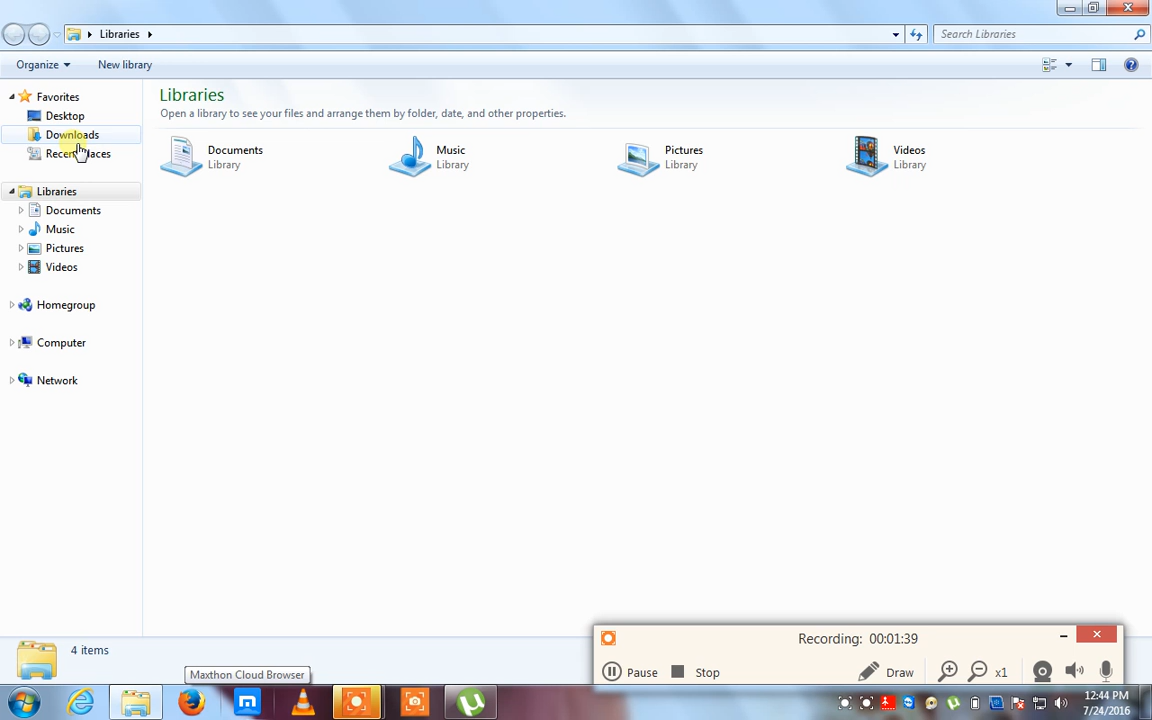 Libraries
Search Libraries
Organize
New library
Favorites
Desktop
Downloads
Recent Places
Libraries
Documents
Music
Pictures
Videos
Homegroup
Computer
Network
Libraries
Open a library to see your files and arrange them by folder, date, and other properties.
Documents
Library
Music
Library
Pictures
Library
Videos
Library
4 items
Maxthon Cloud Browser
Recording: 00:01:39
Pause
Stop
Draw
x1
12:44 PM
7/24/2016